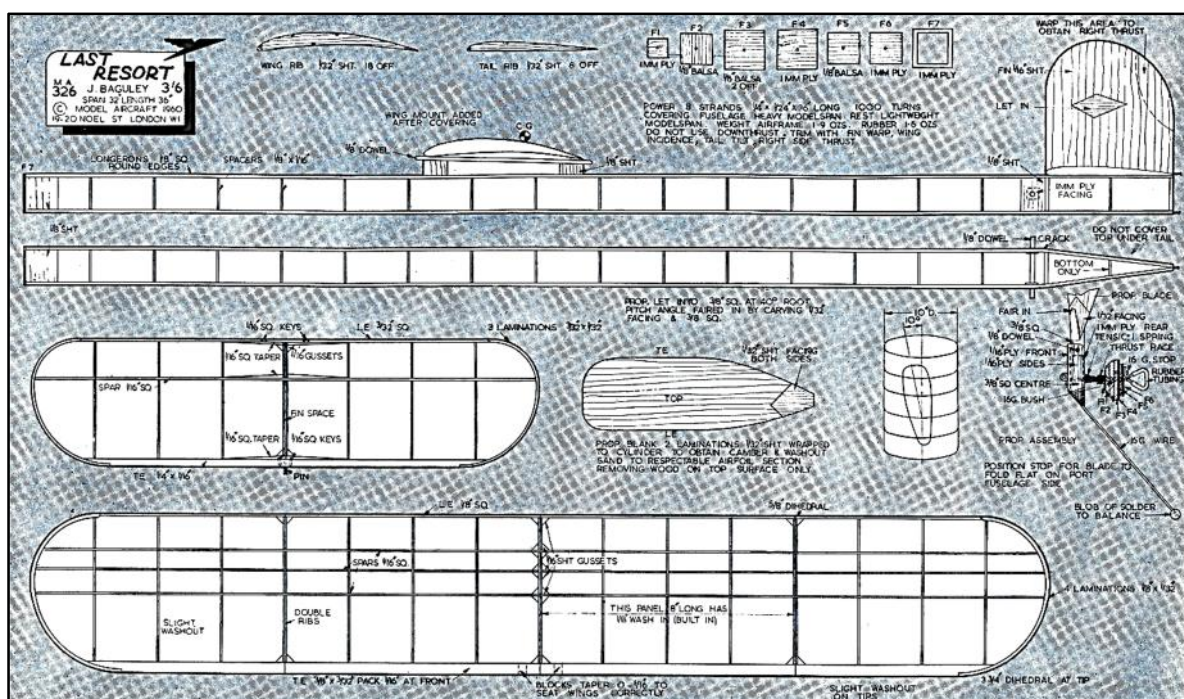 LAST
RESORT
M.A.
326 J. BAGULEY 3'6
SPAN 32" LENGTH 36"
© MODEL AIRCRAFT 1960
19-20 NOEL ST LONDON W1
WING RIB 1/32" SHT. 18 OFF
TAIL RIB 1/32" SHT 8 OFF
F1
1MM PLY
F2
1/8" BALSA
F3
1/8" BALSA
2 OFF
F4
1MM PLY
F5
1/8" BALSA
F6
1MM PLY
F7
1MM PLY
WARP THIS AREA TO
OBTAIN RIGHT THRUST
FIN 1/16" SHT.
LET IN
POWER 8 STRANDS 1/4" × 1/24" × 36" LONG 1000 TURNS
COVERING FUSELAGE HEAVY MODELSPAN. REST LIGHTWEIGHT
MODELSPAN. WEIGHT AIRFRAME 1·9 OZS. RUBBER 1·5 OZS
DO NOT USE DOWNTHRUST, TRIM WITH FIN WARP, WING
INCIDENCE, TAIL TILT, RIGHT SIDE THRUST.
WING MOUNT ADDED
AFTER COVERING
C.G.
1/8" DOWEL
1/8" SHT.
F7
LONGERONS 1/8" SQ.
ROUND EDGES
SPACERS 1/8" × 1/16"
1/8" SHT
1MM PLY
FACING
1/8" SHT
1/8" DOWEL
CRACK
DO NOT COVER
TOP UNDER TAIL
BOTTOM
ONLY
PROP. LET INTO 3/8" SQ. AT 40° ROOT
PITCH ANGLE FAIRED IN BY CARVING 1/32"
FACING & 3/8" SQ.
10° D.
10°
PROP. BLADE
FAIR IN
1/32 FACING
3/8 SQ
1MM PLY REAR
1/8" DOWEL
TENSION SPRING
1/16 PLY FRONT
THRUST RACE
1/16 PLY SIDES
16 G. STOP
3/8 SQ CENTRE
RUBBER
TUBING
16G. BUSH
F1
F2
F3
F4
F5
F6
PROP ASSEMBLY
16G WIRE
POSITION STOP FOR BLADE TO
FOLD FLAT ON PORT
FUSELAGE SIDE
BLOB OF SOLDER
TO BALANCE
1/16 SQ KEYS
L.E. 3/32" SQ.
3 LAMINATIONS
1/16" SQ TAPER
1/16" GUSSETS
SPAR 1/16" SQ
FIN SPACE
1/16" SQ. TAPER
1/16 SQ KEYS
T.E. 1/4" × 1/16"
PIN
TE
1/32" SHT FACING
BOTH SIDES
TOP
LE
PROP. BLANK 2 LAMINATIONS 1/32" SHT WRAPPED
TO CYLINDER TO OBTAIN CAMBER & WASHOUT
SAND TO RESPECTABLE AIRFOIL SECTION
REMOVING WOOD ON TOP SURFACE ONLY
L.E. 1/8" SQ.
5/8" DIHEDRAL
SPARS 1/16" SQ.
1/16" SHT GUSSETS
4 LAMINATIONS 1/8" × 1/32"
SLIGHT
WASHOUT
DOUBLE
RIBS
THIS PANEL 8" LONG HAS
1/8 WASH IN (BUILT IN)
T.E. 3/8" × 3/32" PACK 1/16" AT FRONT
BLOCKS TAPER 0 - 1/16" TO
SEAT WINGS CORRECTLY
SLIGHT WASHOUT
ON TIPS
3 3/4" DIHEDRAL AT TIP